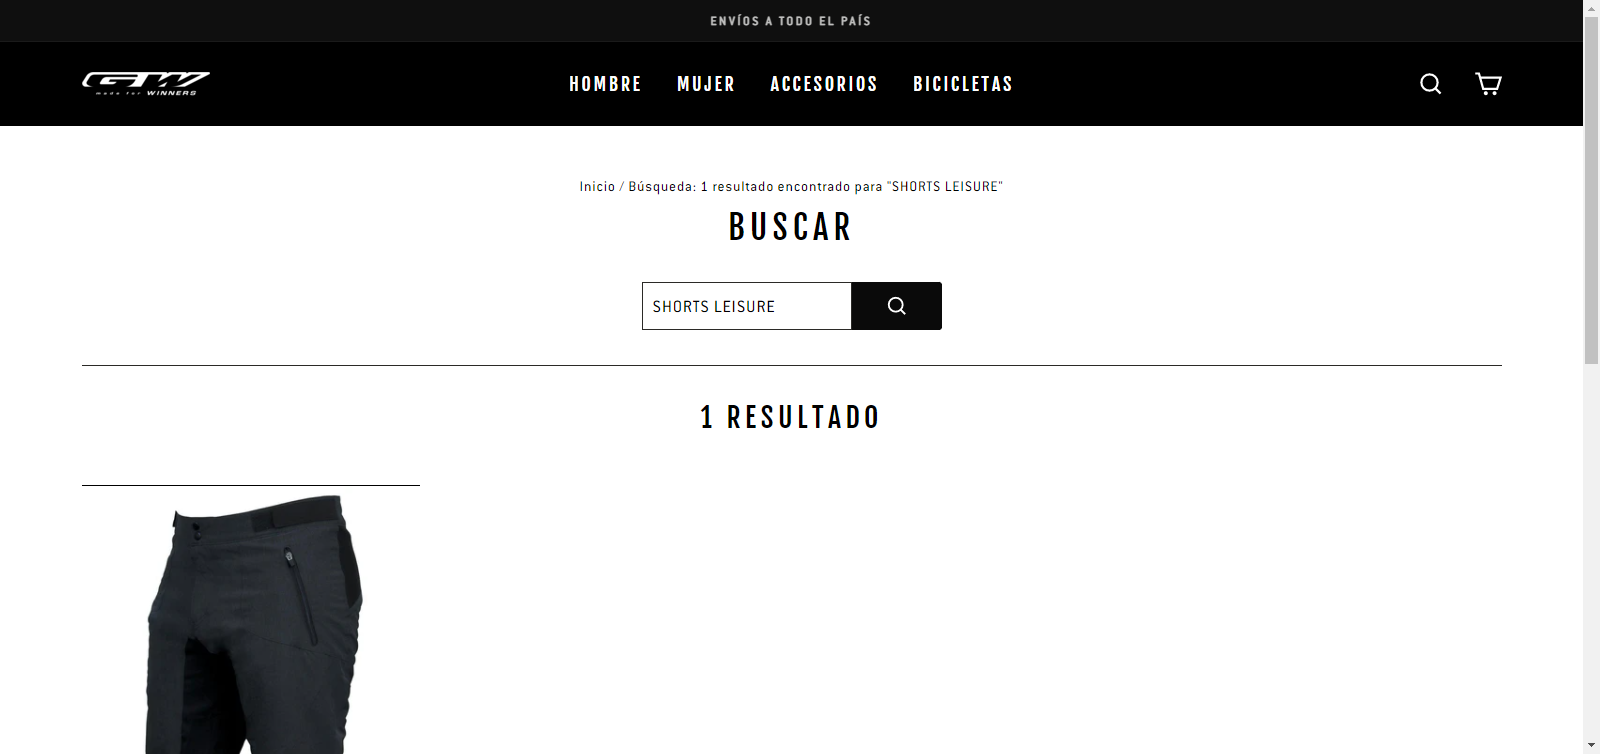 ENVÍOS A TODO EL PAÍS
GW
made for WINNERS
HOMBRE MUJER ACCESORIOS BICICLETAS
Inicio / Búsqueda: 1 resultado encontrado para "SHORTS LEISURE"
BUSCAR
SHORTS LEISURE
1 RESULTADO